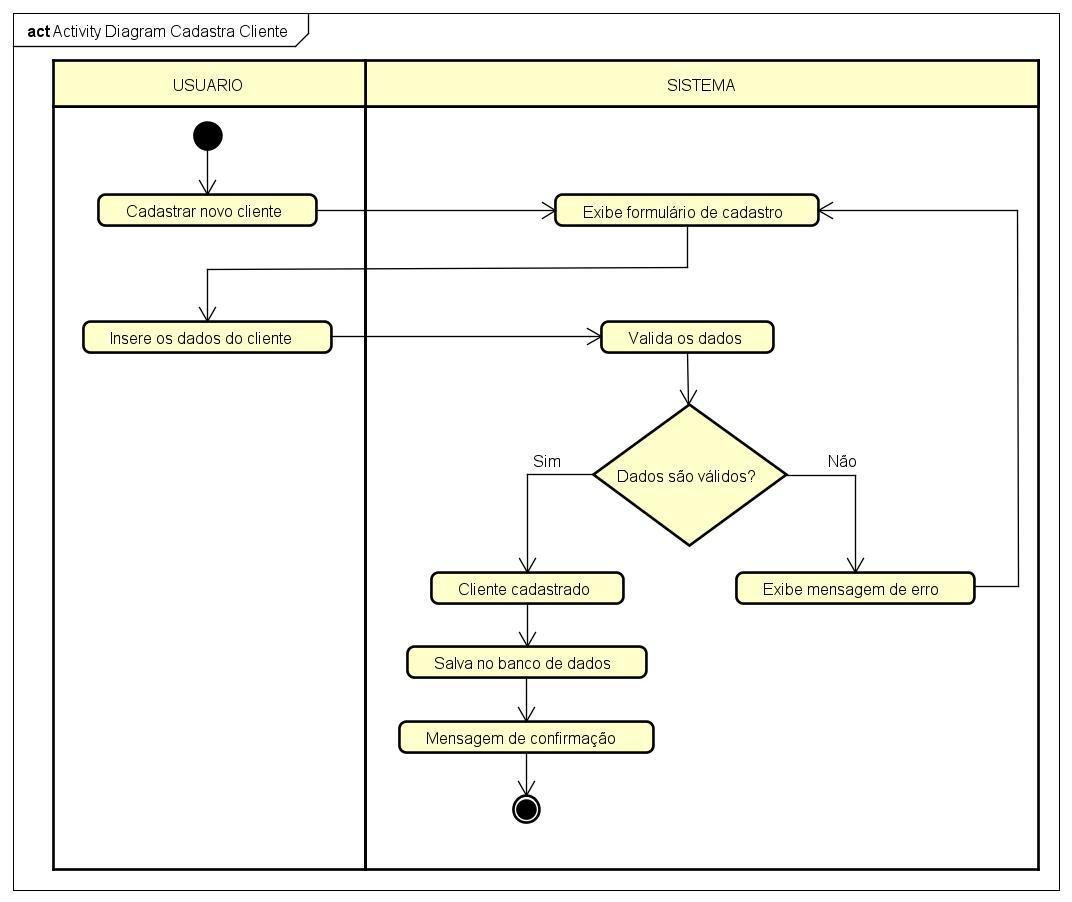 act Activity Diagram Cadastra Cliente
USUARIO
SISTEMA
Cadastrar novo cliente
Exibe formulário de cadastro
Insere os dados do cliente
Valida os dados
Sim
Dados são válidos?
Não
Cliente cadastrado
Exibe mensagem de erro
Salva no banco de dados
Mensagem de confirmação